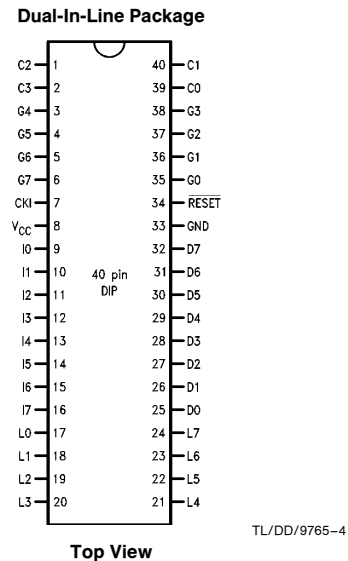 Dual-In-Line Package
C2 1 40 C1
C3 2 39 C0
G4 3 38 G3
G5 4 37 G2
G6 5 36 G1
G7 6 35 G0
CKI 7 34 RESET
VCC 8 33 GND
I0 9 32 D7
I1 10 31 D6
40 pin
DIP
I2 11 30 D5
I3 12 29 D4
I4 13 28 D3
I5 14 27 D2
I6 15 26 D1
I7 16 25 D0
L0 17 24 L7
L1 18 23 L6
L2 19 22 L5
L3 20 21 L4
TL/DD/9765–4
Top View